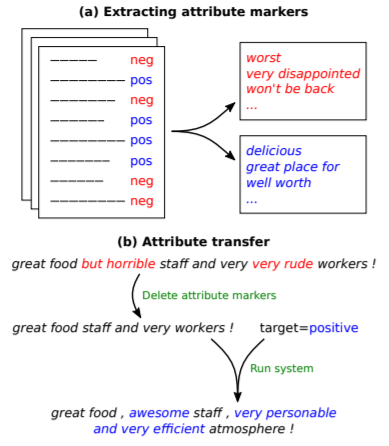 (a) Extracting attribute markers
neg
pos
neg
pos
pos
pos
neg
neg
worst
very disappointed
won't be back
...
delicious
great place for
well worth
...
(b) Attribute transfer
great food but horrible staff and very very rude workers !
Delete attribute markers
great food staff and very workers !
target=positive
Run system
great food , awesome staff , very personable
and very efficient atmosphere !